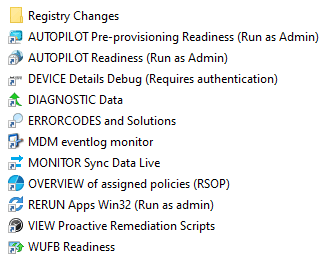 Registry Changes
AUTOPILOT Pre-provisioning Readiness (Run as Admin)
AUTOPILOT Readiness (Run as Admin)
DEVICE Details Debug (Requires authentication)
DIAGNOSTIC Data
ERRORCODES and Solutions
MDM eventlog monitor
MONITOR Sync Data Live
OVERVIEW of assigned policies (RSOP)
RERUN Apps Win32 (Run as admin)
VIEW Proactive Remediation Scripts
WUFB Readiness